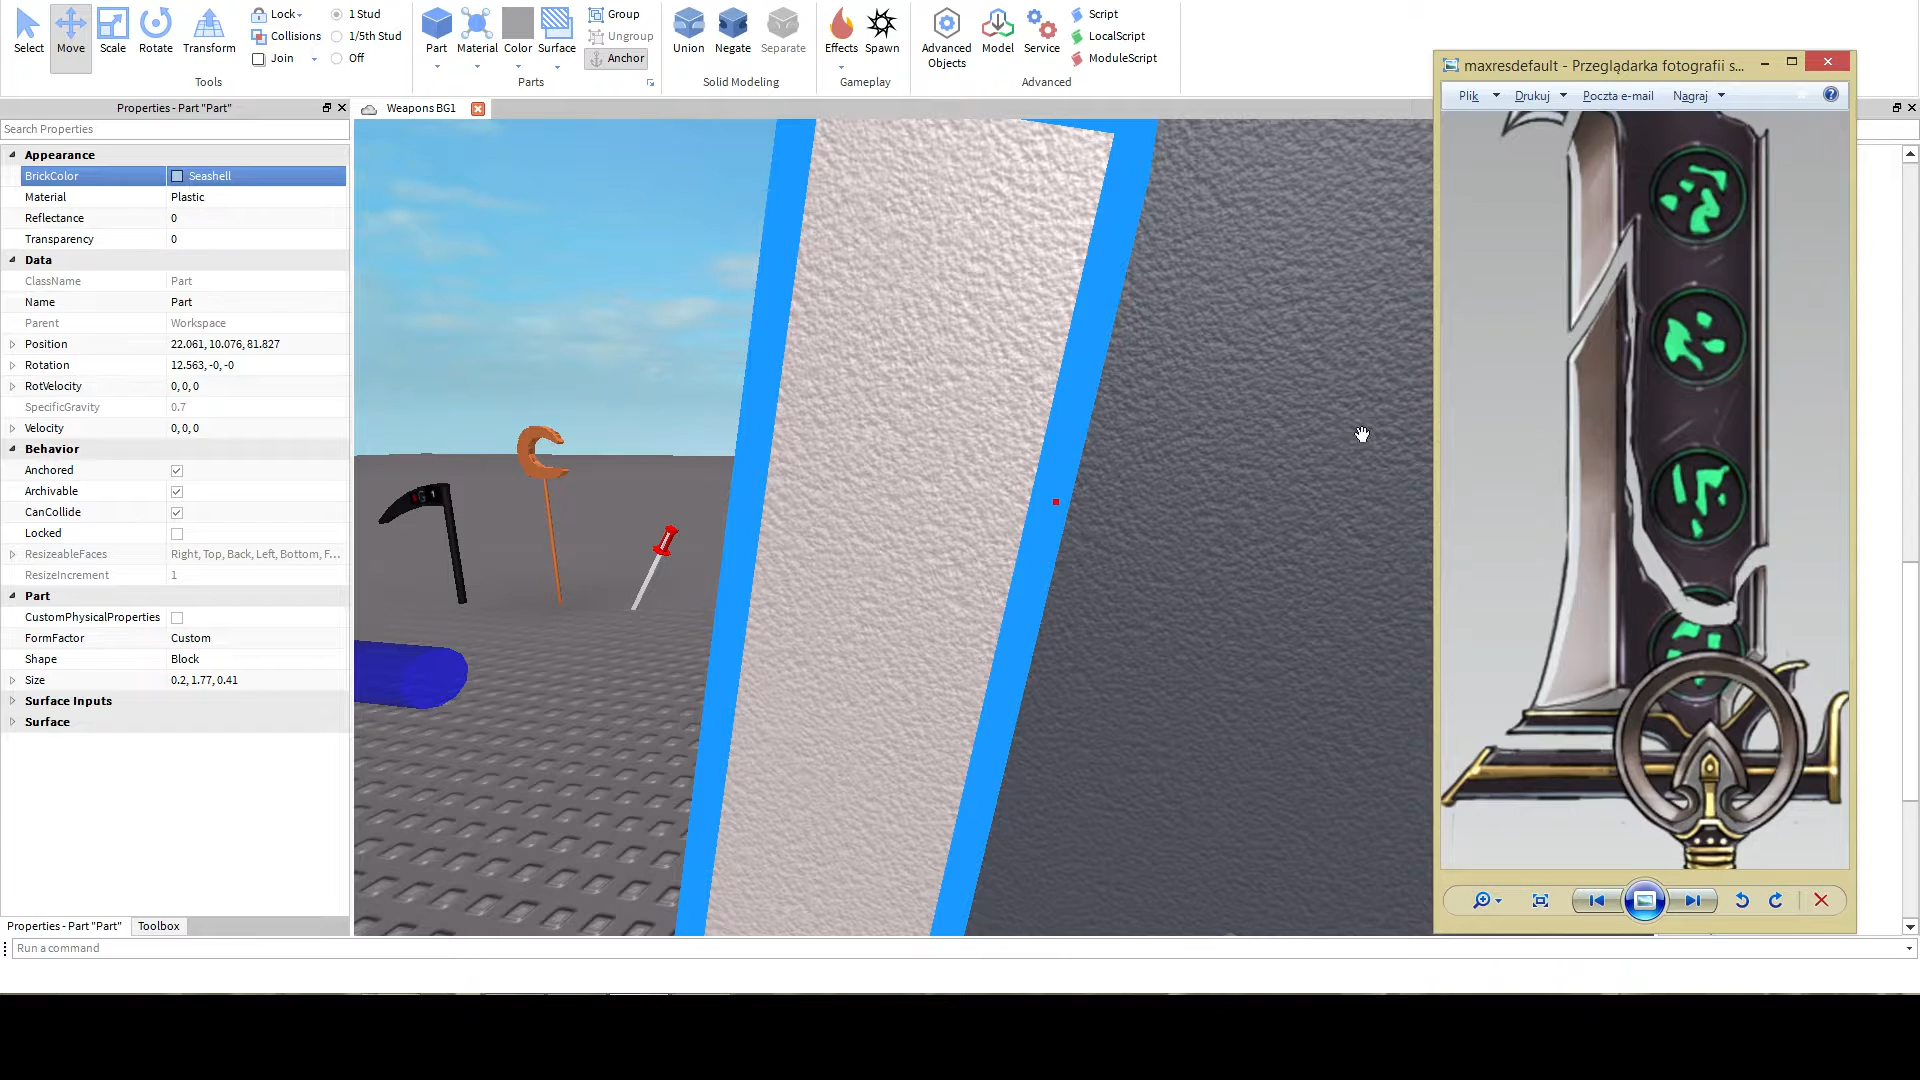 Select
Move
Scale
Rotate
Transform
Lock
Collisions
Join
1 Stud
1/5th Stud
Off
Tools
Part
Material
Color
Surface
Group
Ungroup
Anchor
Parts
Union
Negate
Separate
Solid Modeling
Effects
Spawn
Gameplay
Advanced
Objects
Model
Service
Script
LocalScript
ModuleScript
Advanced
Properties - Part "Part"
Weapons BG1
Search Properties
Appearance
BrickColor Seashell
Material Plastic
Reflectance 0
Transparency 0
Data
ClassName Part
Name Part
Parent Workspace
Position 22.061, 10.076, 81.827
Rotation 12.563, -0, -0
RotVelocity 0, 0, 0
SpecificGravity 0.7
Velocity 0, 0, 0
Behavior
Anchored
Archivable
CanCollide
Locked
ResizeableFaces Right, Top, Back, Left, Bottom, F...
ResizeIncrement 1
Part
CustomPhysicalProperties
FormFactor Custom
Shape Block
Size 0.2, 1.77, 0.41
Surface Inputs
Surface
Properties - Part "Part"
Toolbox
Run a command
G 1
maxresdefault - Przeglądarka fotografii s...
Plik
Drukuj
Poczta e-mail
Nagraj